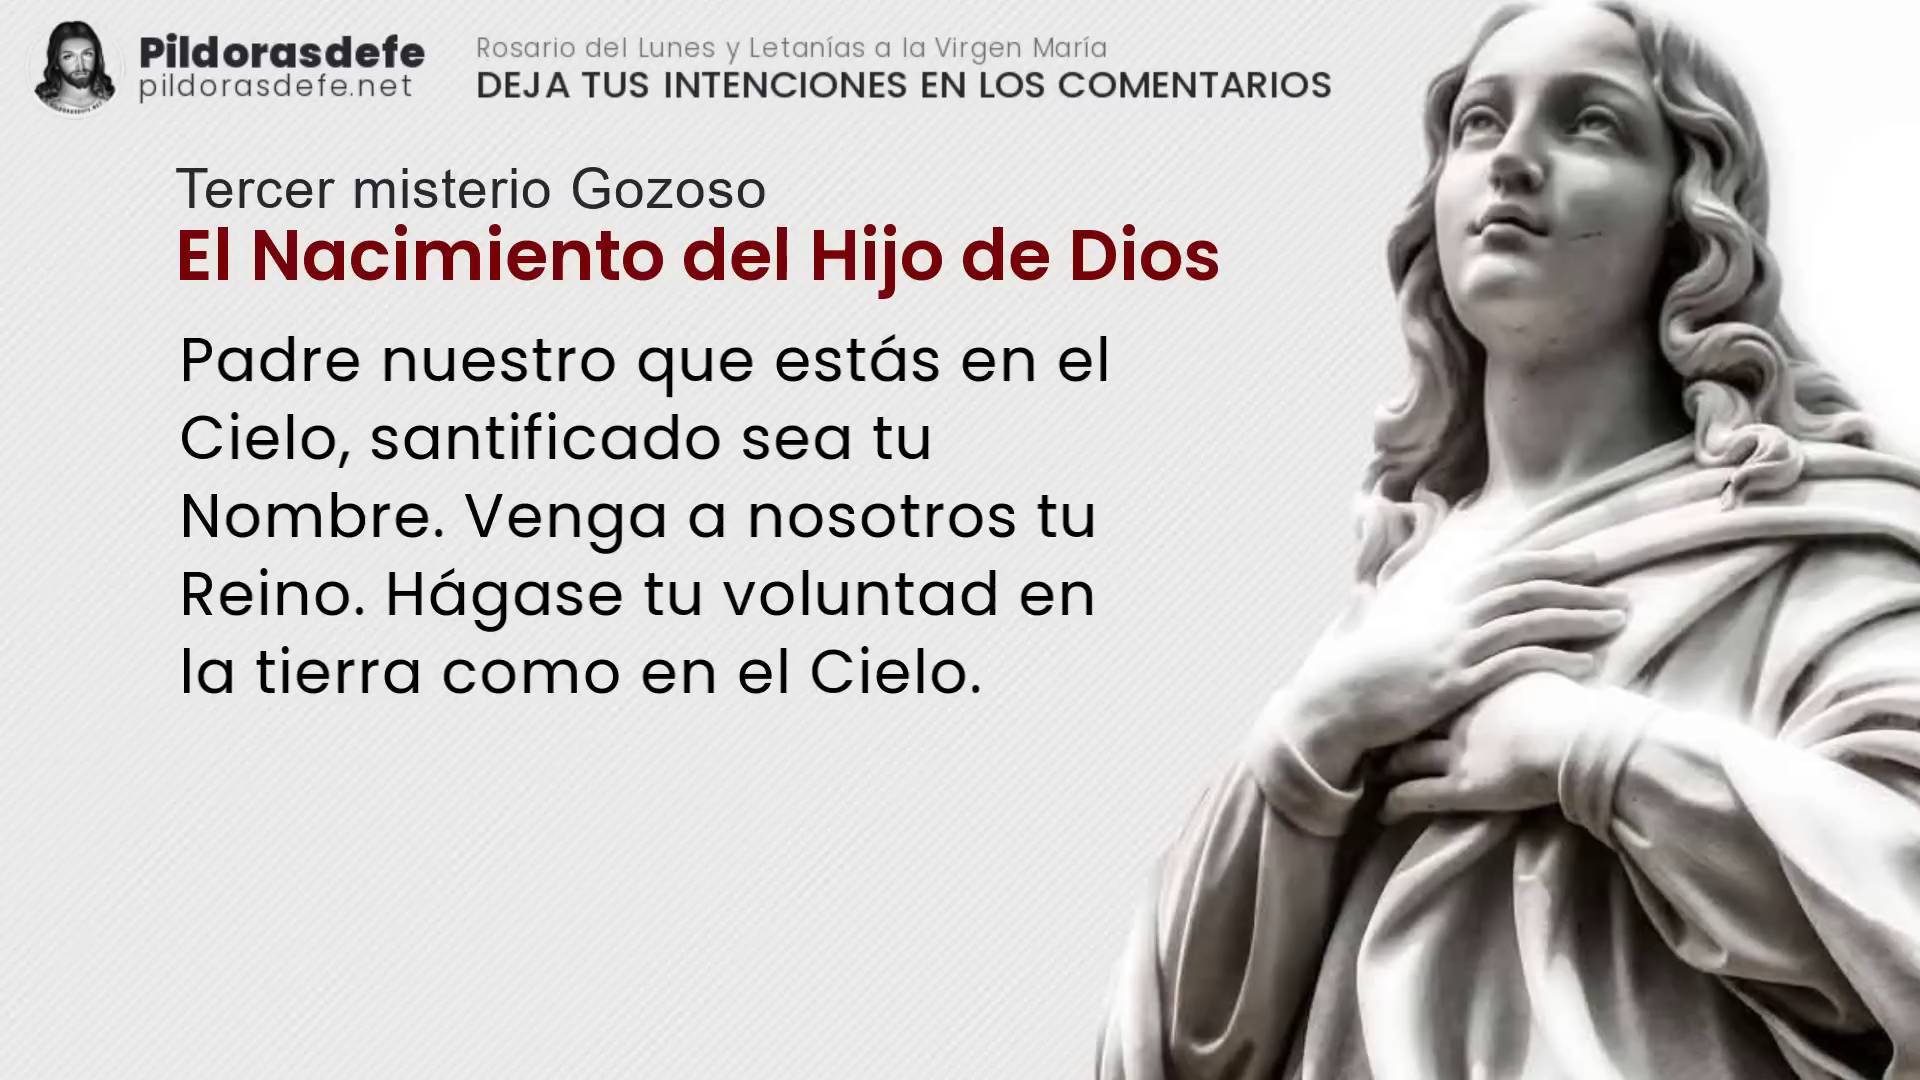 Pildorasdefe
pildorasdefe.net
Rosario del Lunes y Letanías a la Virgen María
DEJA TUS INTENCIONES EN LOS COMENTARIOS
Tercer misterio Gozoso
El Nacimiento del Hijo de Dios
Padre nuestro que estás en el
Cielo, santificado sea tu
Nombre. Venga a nosotros tu
Reino. Hágase tu voluntad en
la tierra como en el Cielo.